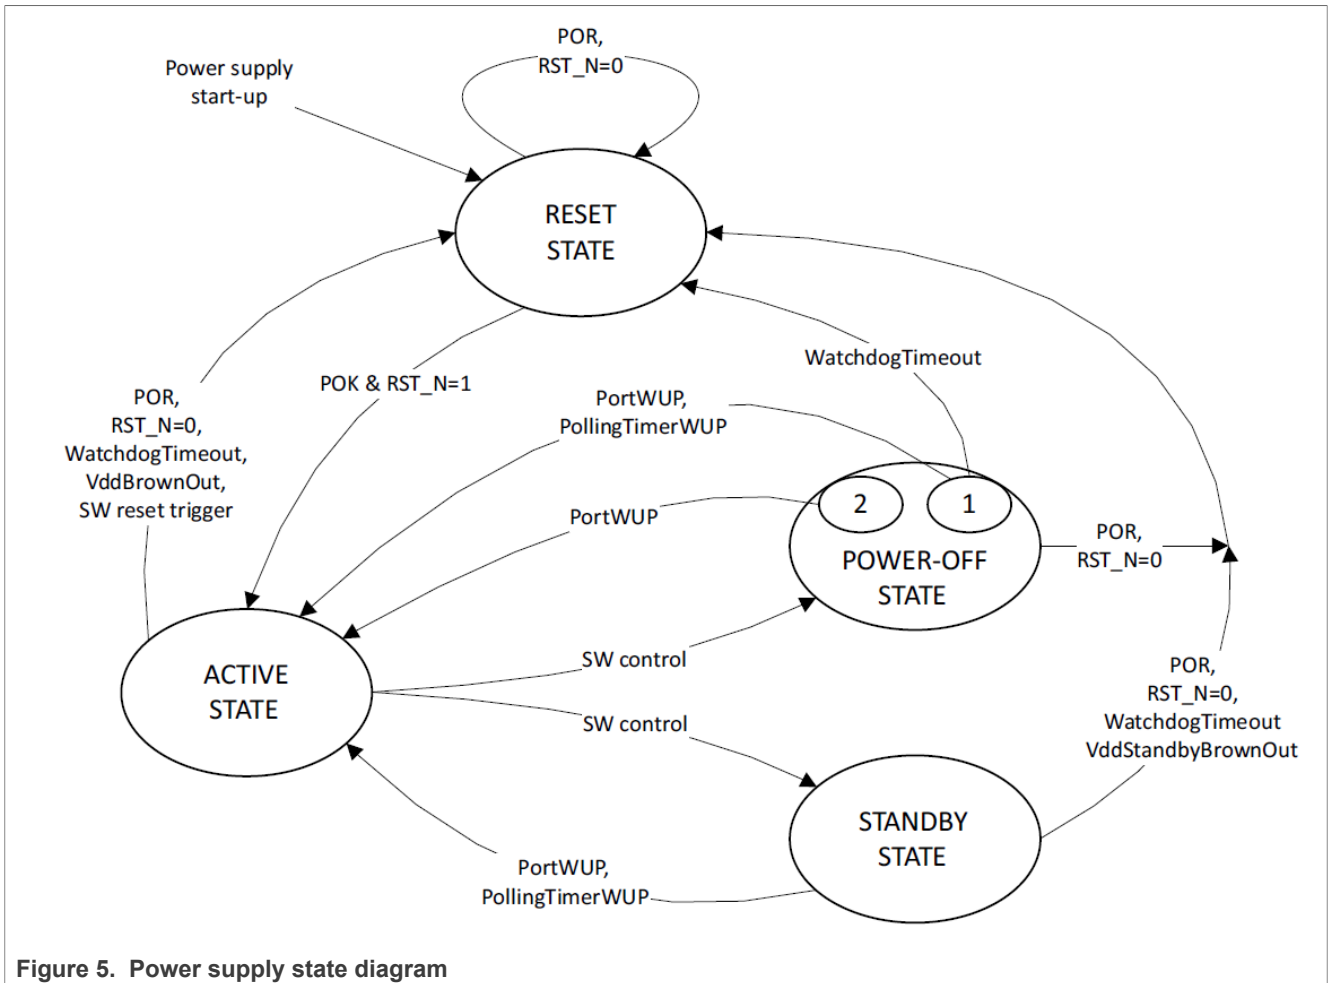 POR,
RST_N=0
Power supply
start-up
RESET
STATE
WatchdogTimeout
POK & RST_N=1
POR,
RST_N=0,
WatchdogTimeout,
VddBrownOut,
SW reset trigger
PortWUP,
PollingTimerWUP
2
1
PortWUP
POWER-OFF
STATE
POR,
RST_N=0
SW control
ACTIVE
STATE
SW control
POR,
RST_N=0,
WatchdogTimeout
VddStandbyBrownOut
STANDBY
STATE
PortWUP,
PollingTimerWUP
Figure 5. Power supply state diagram